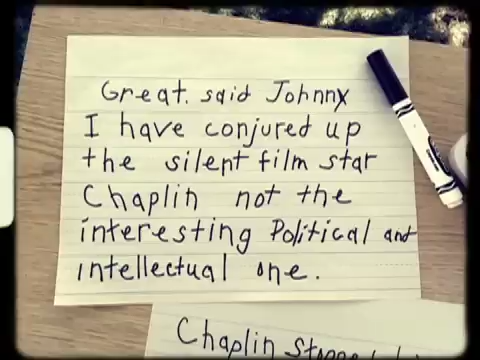 Great. said Johnny
I have conjured up
the silent film star
Chaplin not the
interesting Political and
intellectual one.
Chaplin